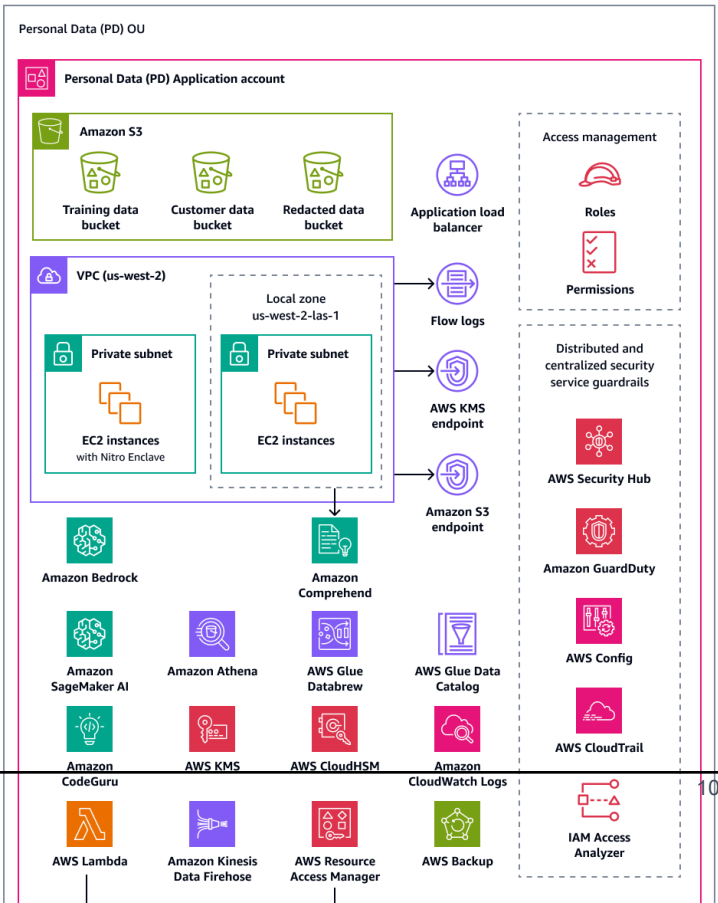 Personal Data (PD) OU
Personal Data (PD) Application account
Amazon S3
Training data
bucket
Customer data
bucket
Redacted data
bucket
Application load
balancer
Access management
Roles
Permissions
VPC (us-west-2)
Local zone
us-west-2-las-1
Private subnet
EC2 instances
with Nitro Enclave
Private subnet
EC2 instances
Flow logs
AWS KMS
endpoint
Amazon S3
endpoint
Distributed and
centralized security
service guardrails
AWS Security Hub
Amazon GuardDuty
AWS Config
AWS CloudTrail
IAM Access
Analyzer
Amazon Bedrock
Amazon
Comprehend
Amazon
SageMaker AI
Amazon Athena
AWS Glue
Databrew
AWS Glue Data
Catalog
Amazon
CodeGuru
AWS KMS
AWS CloudHSM
Amazon
CloudWatch Logs
10
AWS Lambda
Amazon Kinesis
Data Firehose
AWS Resource
Access Manager
AWS Backup